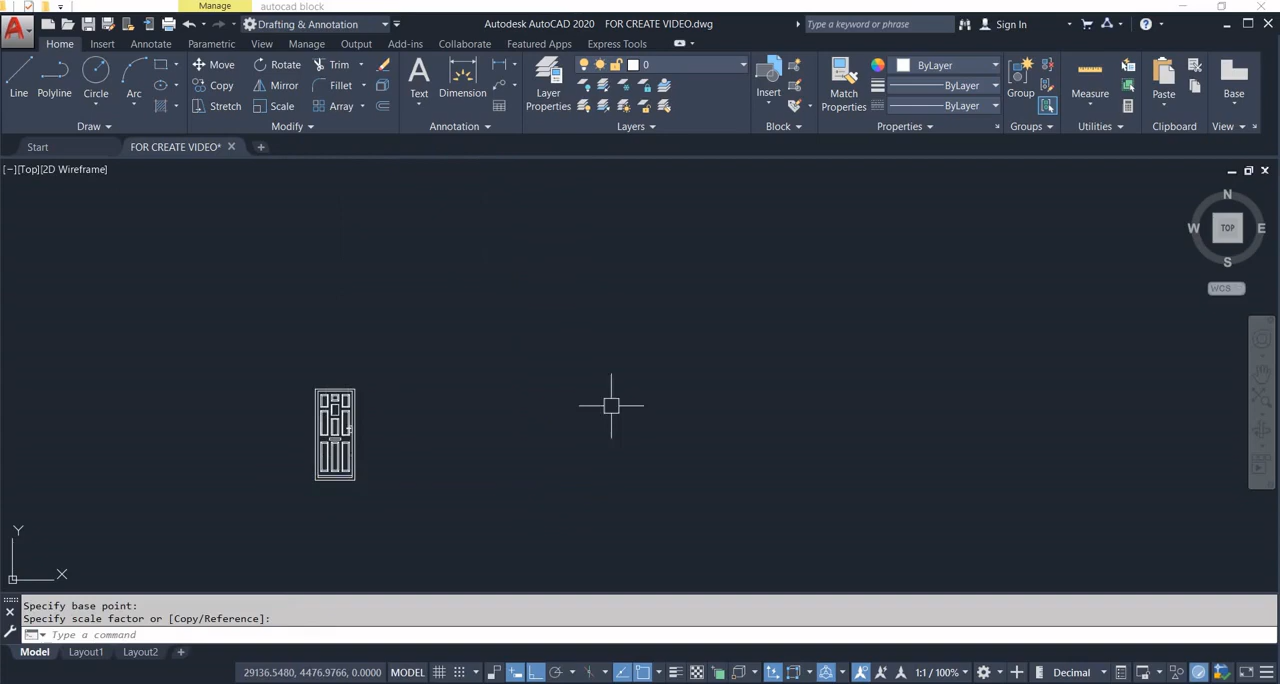 Manage autocad block
Drafting & Annotation Autodesk AutoCAD 2020 FOR CREATE VIDEO.dwg Type a keyword or phrase Sign In
Home Insert Annotate Parametric View Manage Output Add-ins Collaborate Featured Apps Express Tools
Move Rotate Trim 0 ByLayer
Line Polyline Circle Arc Copy Mirror Fillet Text Dimension Layer Properties Insert Match Properties ByLayer Group Measure Paste Base
Stretch Scale Array ByLayer
Draw Modify Annotation Layers Block Properties Groups Utilities Clipboard View
Start FOR CREATE VIDEO*
[−][Top][2D Wireframe]
N
W TOP E
S
WCS
Y
X
Specify base point:
Specify scale factor or [Copy/Reference]:
Type a command
Model Layout1 Layout2 29136.5480, 4476.9766, 0.0000 MODEL 1:1 / 100% Decimal